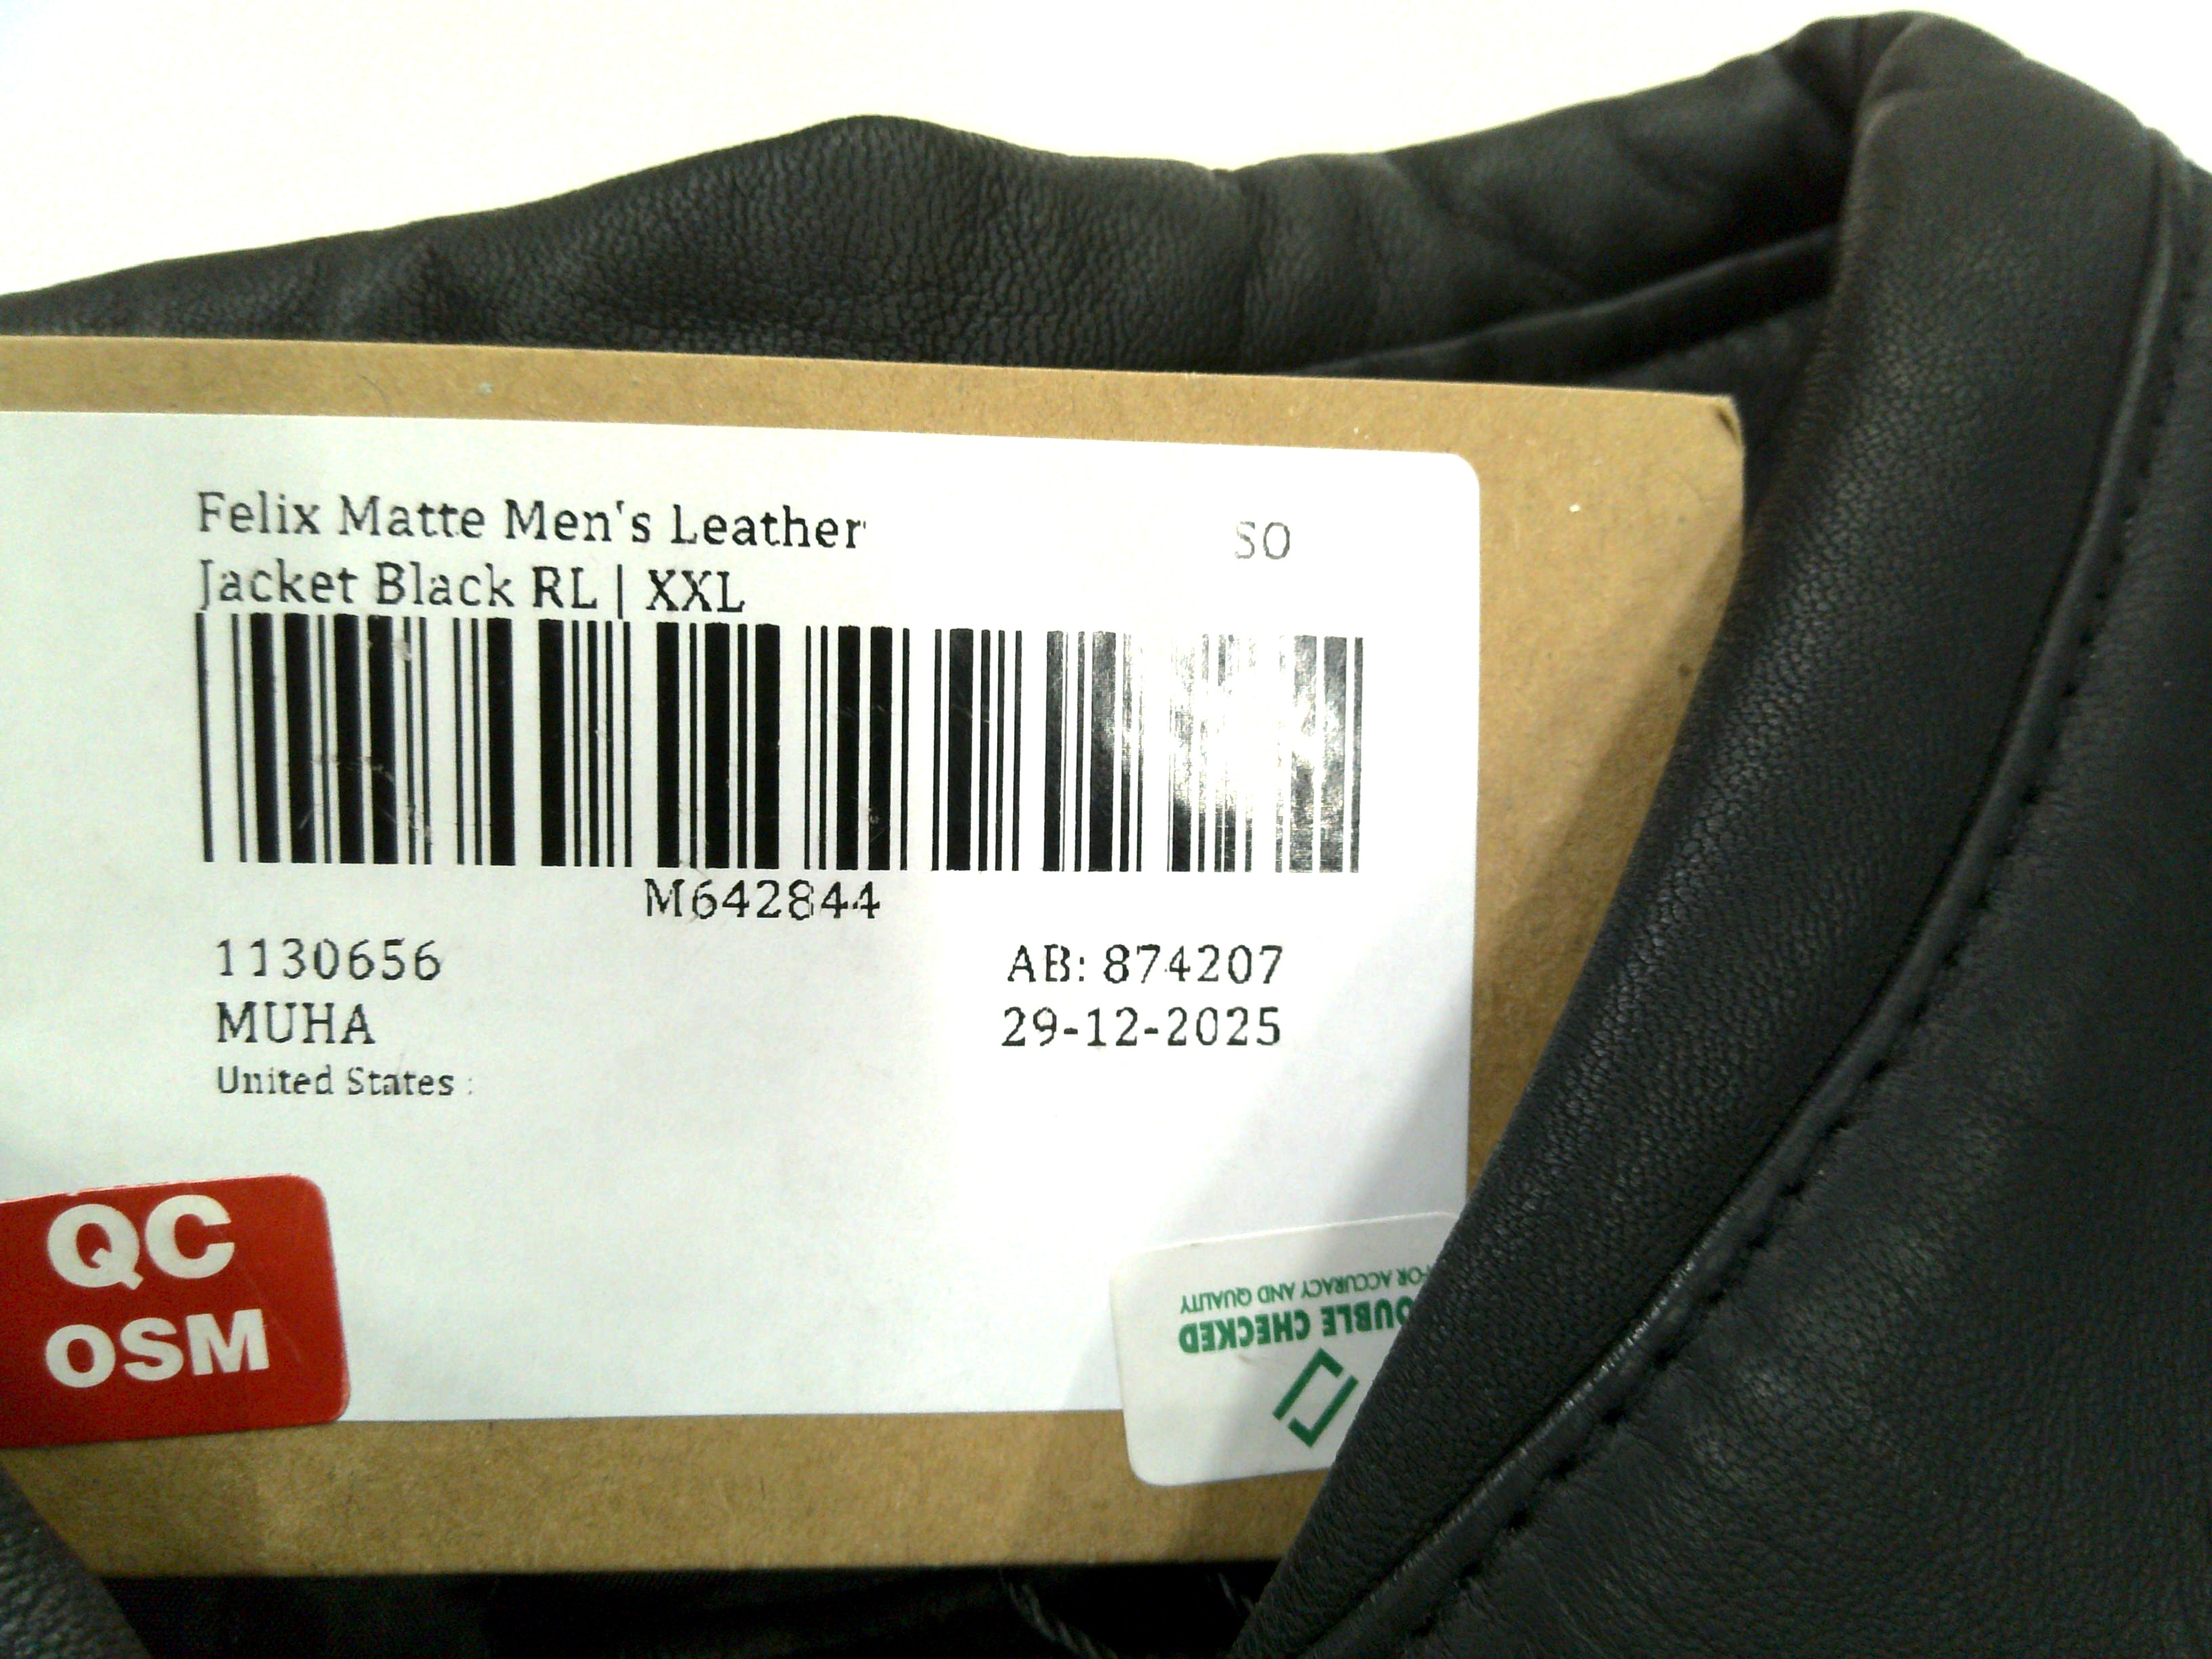 Felix Matte Men's Leather
SO
Jacket Black RL | XXL
M642844
1130656
AB: 874207
MUHA
29-12-2025
United States :
QC
OSM
OUBLE CHECKED
FOR ACCURACY AND QUALITY